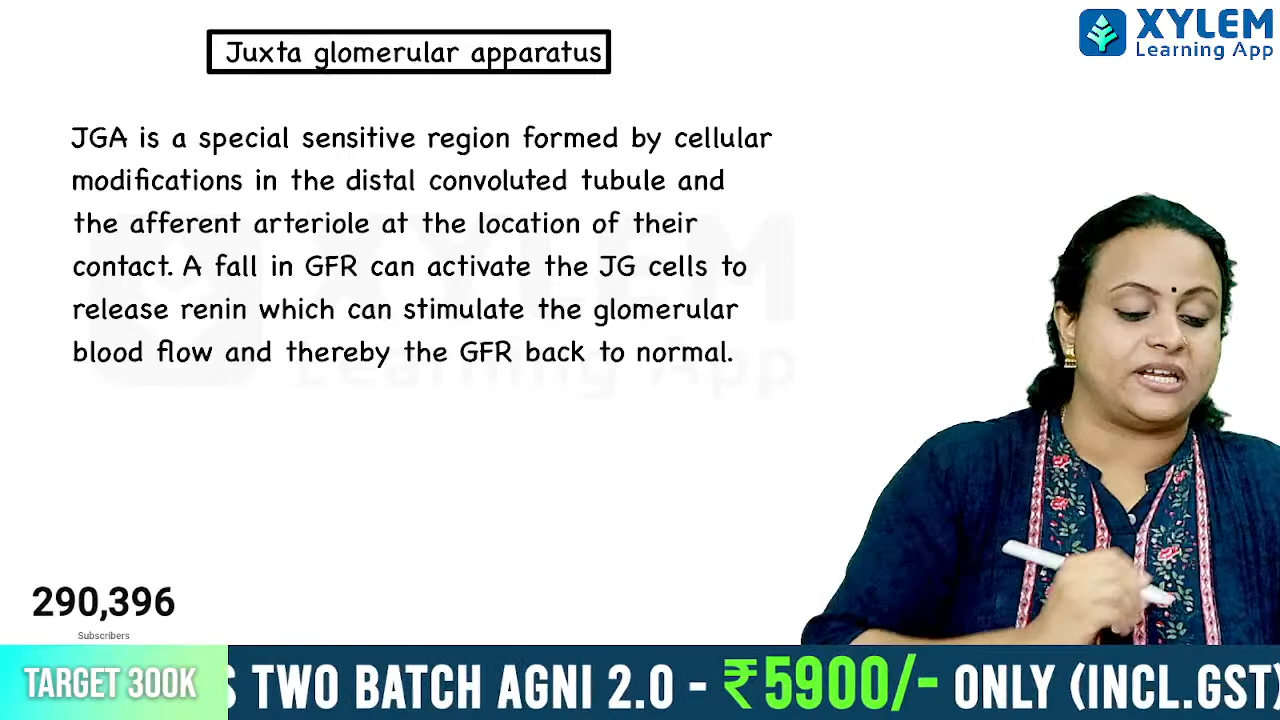 Juxta glomerular apparatus
XYLEM
Learning App
JGA is a special sensitive region formed by cellular
modifications in the distal convoluted tubule and
the afferent arteriole at the location of their
contact. A fall in GFR can activate the JG cells to
release renin which can stimulate the glomerular
blood flow and thereby the GFR back to normal.
XYLEM
Learning App
290,396
Subscribers
TARGET 300K
S TWO BATCH AGNI 2.0 - ₹5900/- ONLY (INCL.GST)